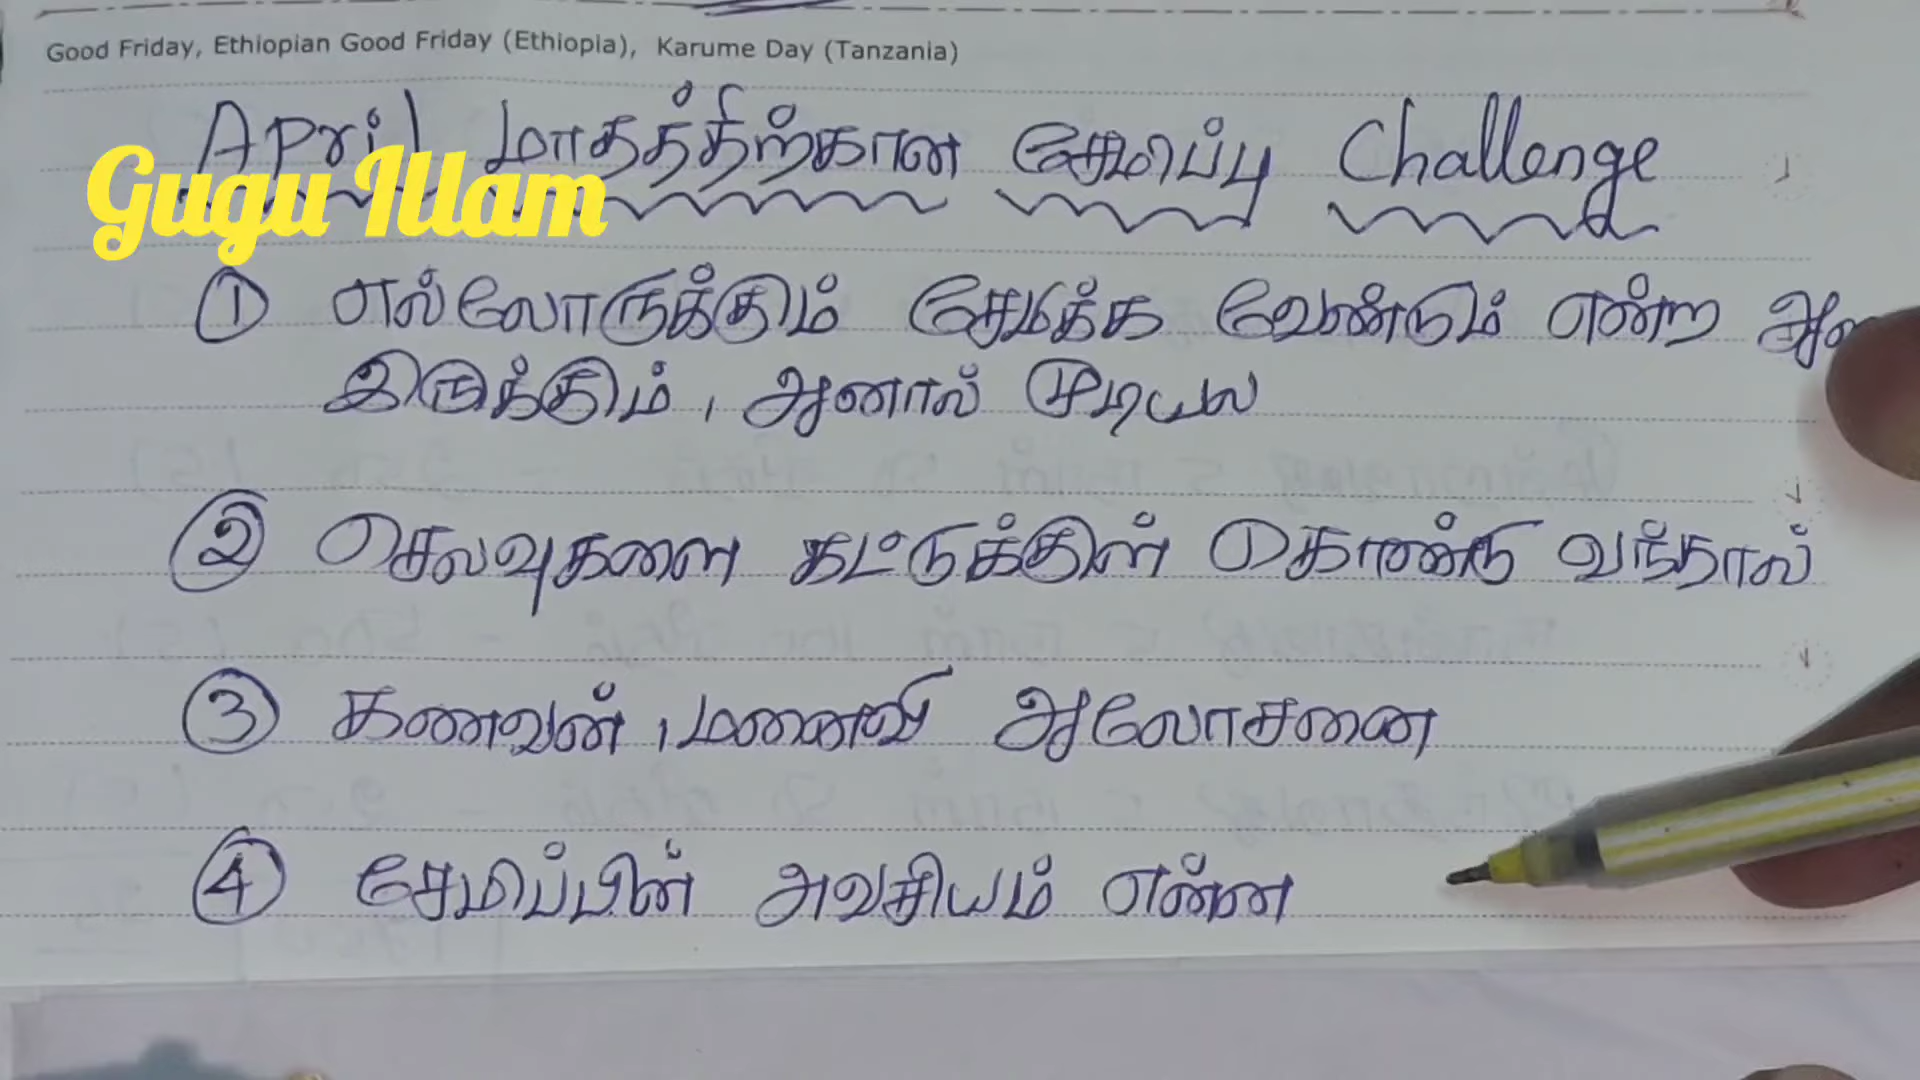 Good Friday, Ethiopian Good Friday (Ethiopia), Karume Day (Tanzania)
April மாதத்திற்கான சேமிப்பு Challenge
Gugu Illam
① எல்லோருக்கும் சேமிக்க வேண்டும் என்ற
இருக்கும், ஆனால் முடியல
② செலவுகளை கட்டுக்குள் கொண்டு வந்தால்
③ கணவன், மனைவி ஆலோசனை
④ சேமிப்பின் அவசியம் என்ன